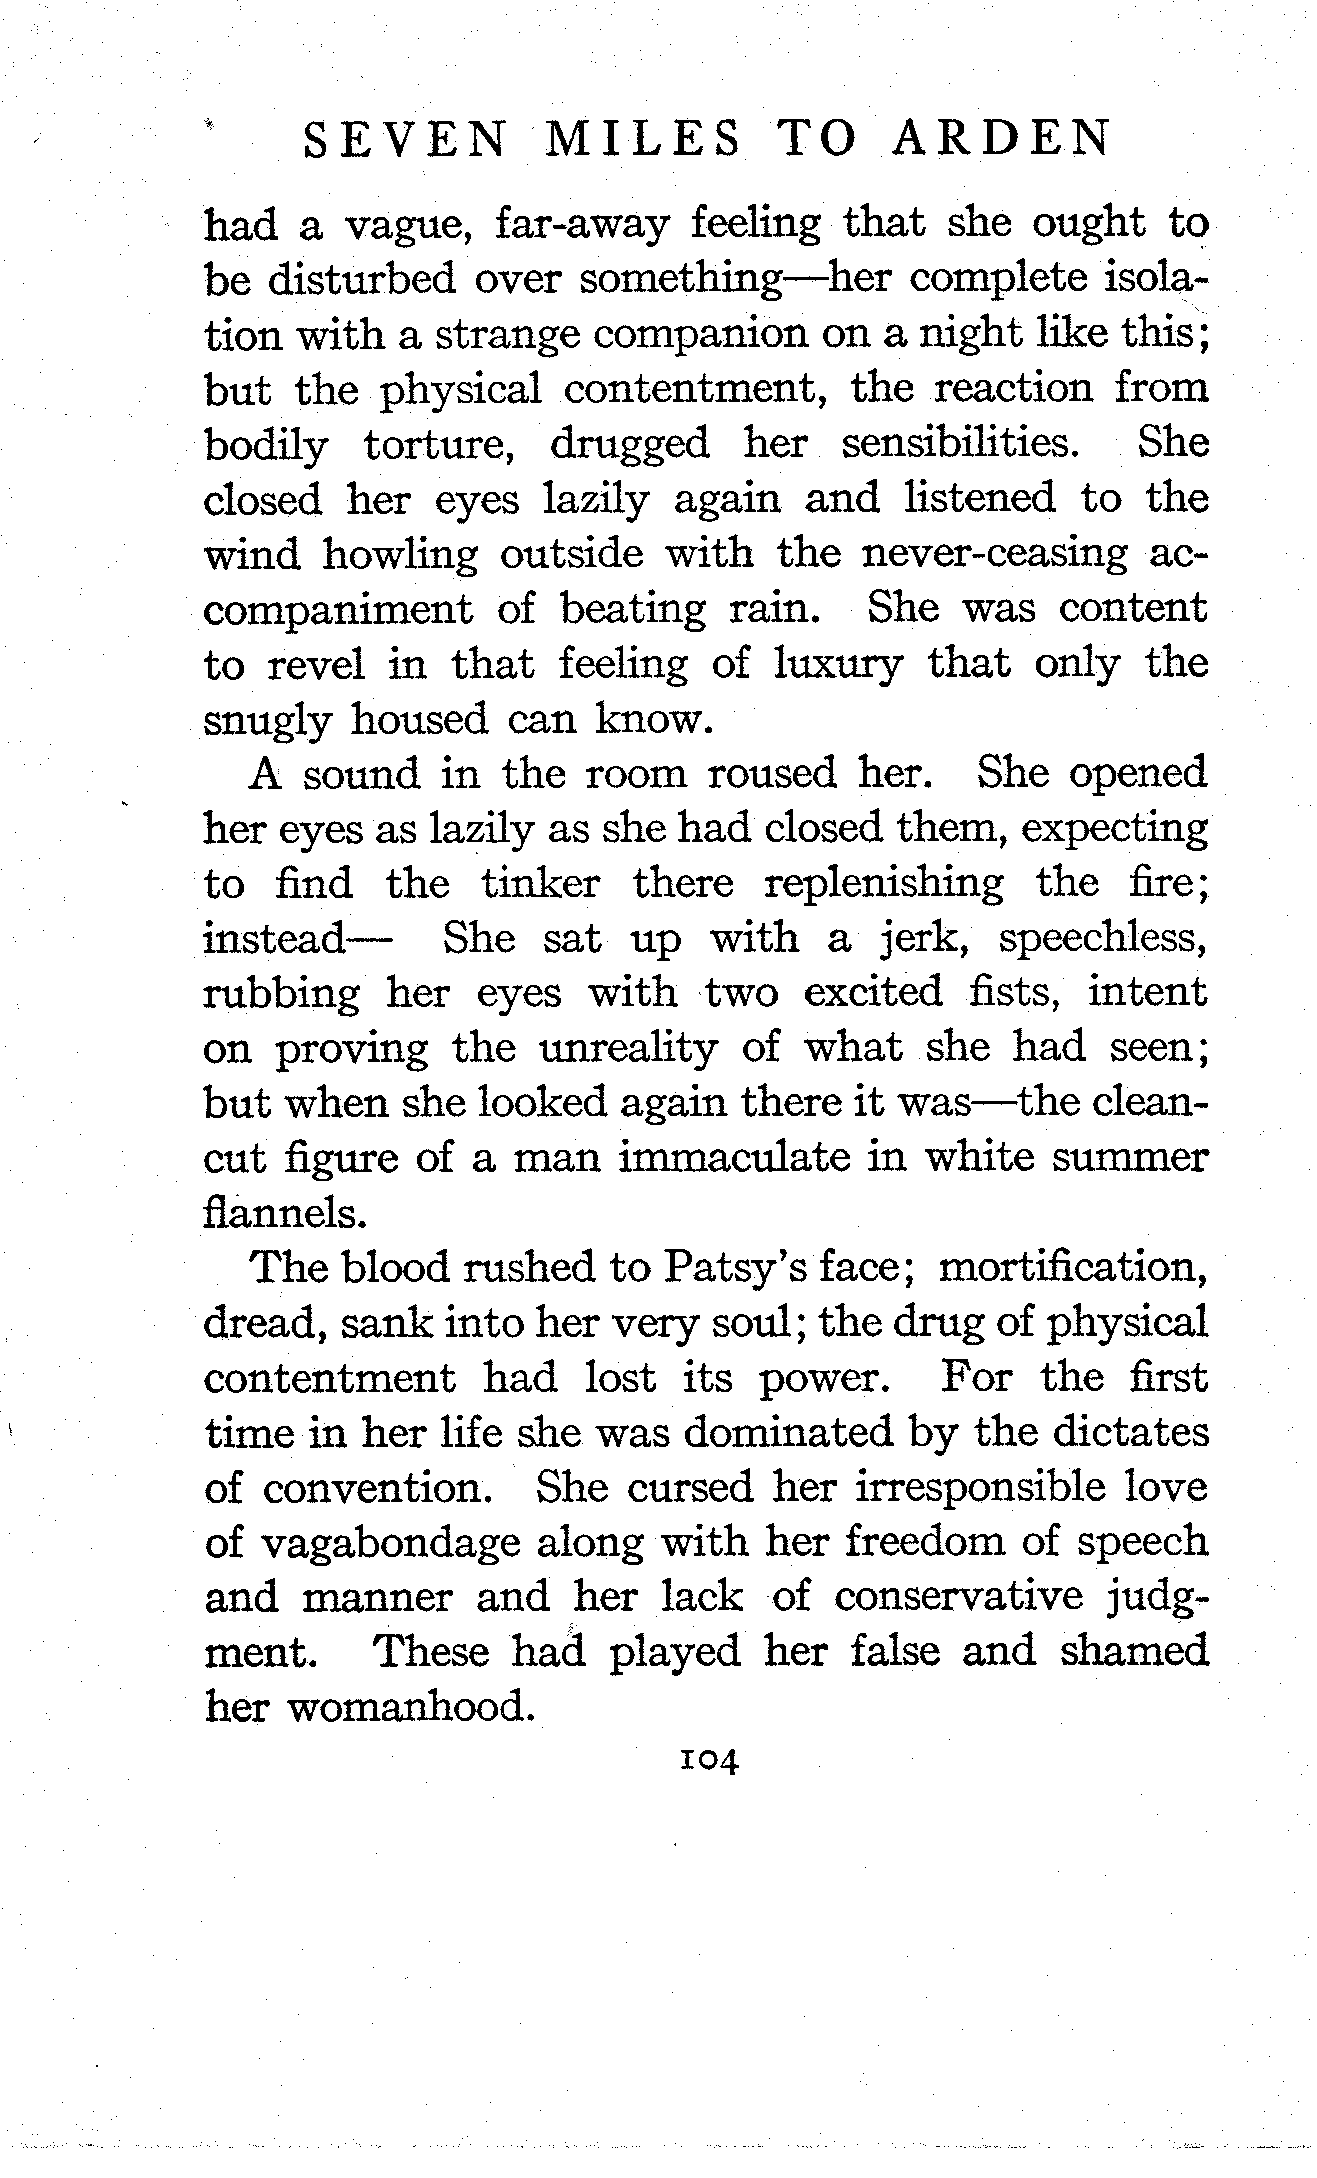 SEVEN MILES TO ARDEN
had a vague, far-away feeling that she ought to
be disturbed over something—her complete isola-
tion with a strange companion on a night like this;
but the physical contentment, the reaction from
bodily torture, drugged her sensibilities. She
closed her eyes lazily again and listened to the
wind howling outside with the never-ceasing ac-
companiment of beating rain. She was content
to revel in that feeling of luxury that only the
snugly housed can know.
A sound in the room roused her. She opened
her eyes as lazily as she had closed them, expecting
to find the tinker there replenishing the fire;
instead— She sat up with a jerk, speechless,
rubbing her eyes with two excited fists, intent
on proving the unreality of what she had seen;
but when she looked again there it was—the clean-
cut figure of a man immaculate in white summer
flannels.
The blood rushed to Patsy's face; mortification,
dread, sank into her very soul; the drug of physical
contentment had lost its power. For the first
time in her life she was dominated by the dictates
of convention. She cursed her irresponsible love
of vagabondage along with her freedom of speech
and manner and her lack of conservative judg-
ment. These had played her false and shamed
her womanhood.
104